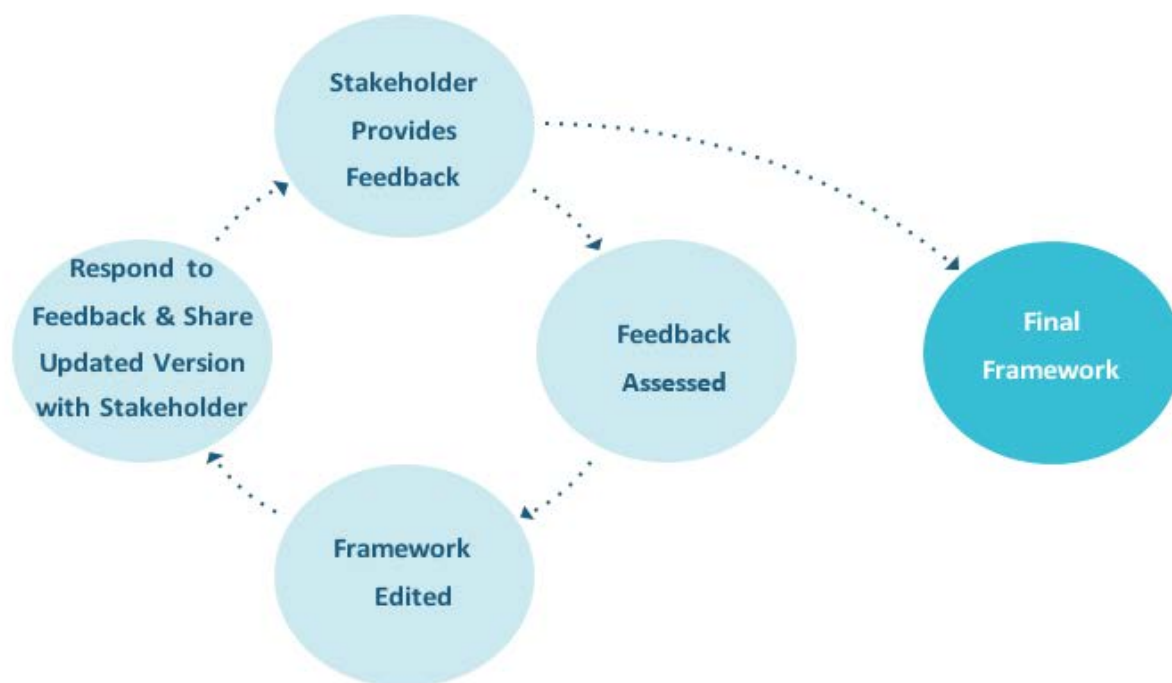 Stakeholder
Provides
Feedback
Respond to
Feedback & Share
Updated Version
with Stakeholder
Feedback
Assessed
Final
Framework
Framework
Edited